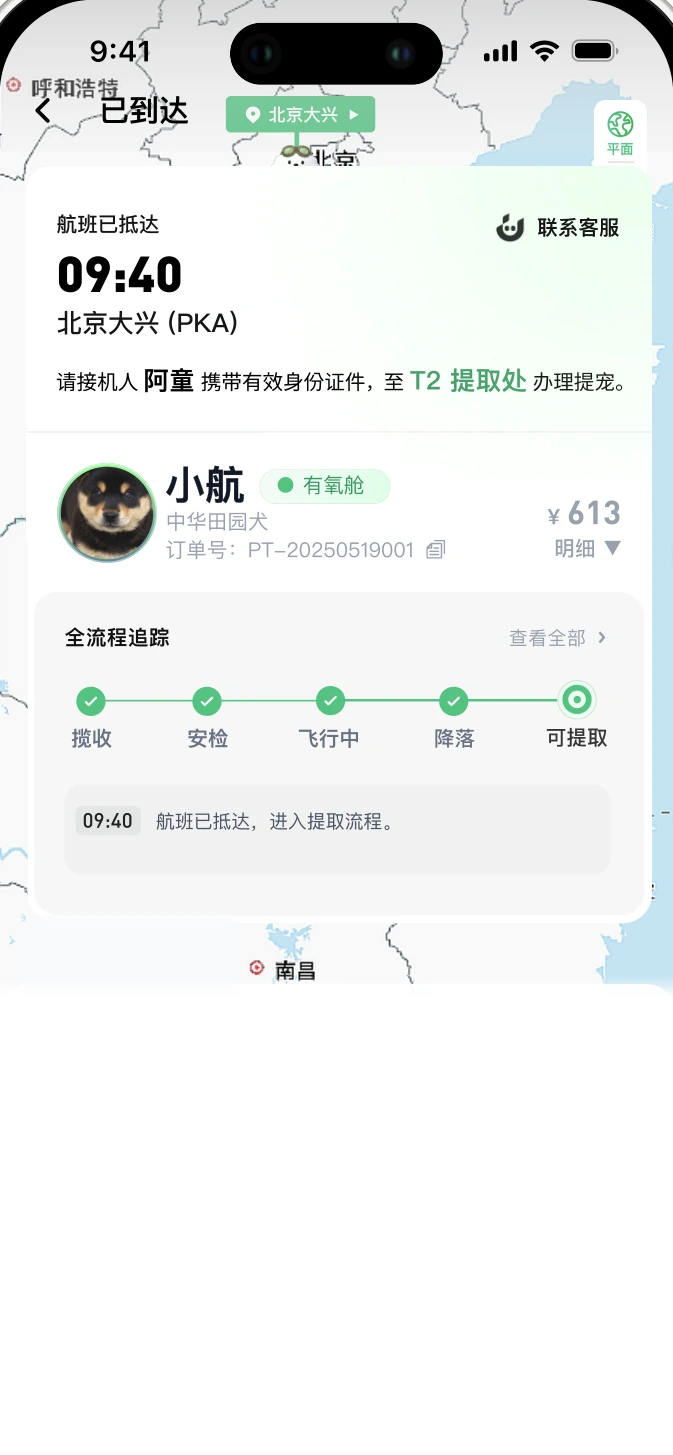 9:41
呼和浩特
已到达
北京大兴
北京
平面
航班已抵达
联系客服
09:40
北京大兴 (PKA)
请接机人 阿童 携带有效身份证件，至 T2 提取处 办理提宠。
小航
有氧舱
中华田园犬
¥ 613
订单号：PT-20250519001
明细
全流程追踪
查看全部
揽收
安检
飞行中
降落
可提取
09:40 航班已抵达，进入提取流程。
南昌